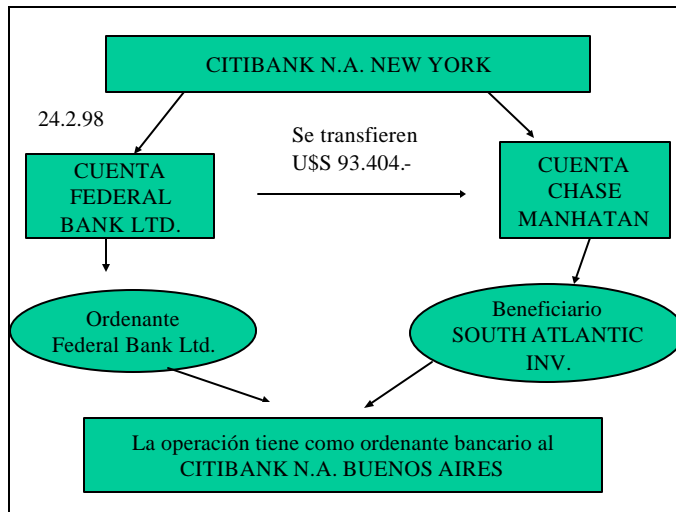 CITIBANK N.A. NEW YORK
24.2.98
Se transfieren
U$S 93.404.-
CUENTA
FEDERAL
BANK LTD.
CUENTA
CHASE
MANHATAN
Ordenante
Federal Bank Ltd.
Beneficiario
SOUTH ATLANTIC
INV.
La operación tiene como ordenante bancario al
CITIBANK N.A. BUENOS AIRES